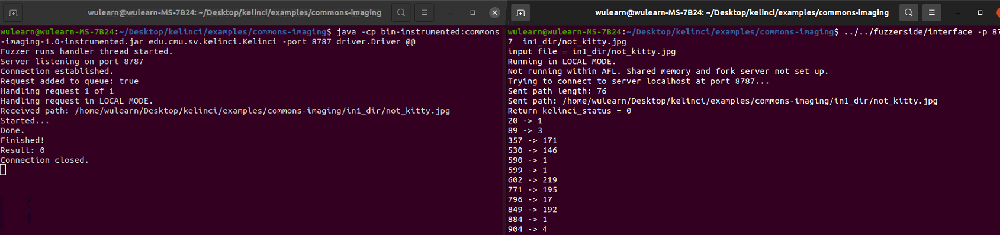 wulearn@wulearn-MS-7B24: ~/Desktop/kelinci/examples/commons-imaging
wulearn@wulearn-MS-7B24:~/Desktop/kelinci/examples/commons-imaging$ java -cp bin-instrumented:commons
-imaging-1.0-instrumented.jar edu.cmu.sv.kelinci.Kelinci -port 8787 driver.Driver @@
Fuzzer runs handler thread started.
Server listening on port 8787
Connection established.
Request added to queue: true
Handling request 1 of 1
Handling request in LOCAL MODE.
Received path: /home/wulearn/Desktop/kelinci/examples/commons-imaging/in1_dir/not_kitty.jpg
Started...
Done.
Finished!
Result: 0
Connection closed.
wulearn@wulearn-MS-7B24: ~/Desktop/kelinci/examples/commons-imaging
wulearn@wulearn-MS-7B24:~/Desktop/kelinci/examples/commons-imaging$ ../../fuzzerside/interface -p 87
7  in1_dir/not_kitty.jpg
input file = in1_dir/not_kitty.jpg
Running in LOCAL MODE.
Not running within AFL. Shared memory and fork server not set up.
Trying to connect to server localhost at port 8787...
Sent path length: 76
Sent path: /home/wulearn/Desktop/kelinci/examples/commons-imaging/in1_dir/not_kitty.jpg
Return kelinci_status = 0
20 -> 1
89 -> 3
357 -> 171
530 -> 146
590 -> 1
599 -> 1
602 -> 219
771 -> 195
796 -> 17
849 -> 192
884 -> 1
904 -> 4